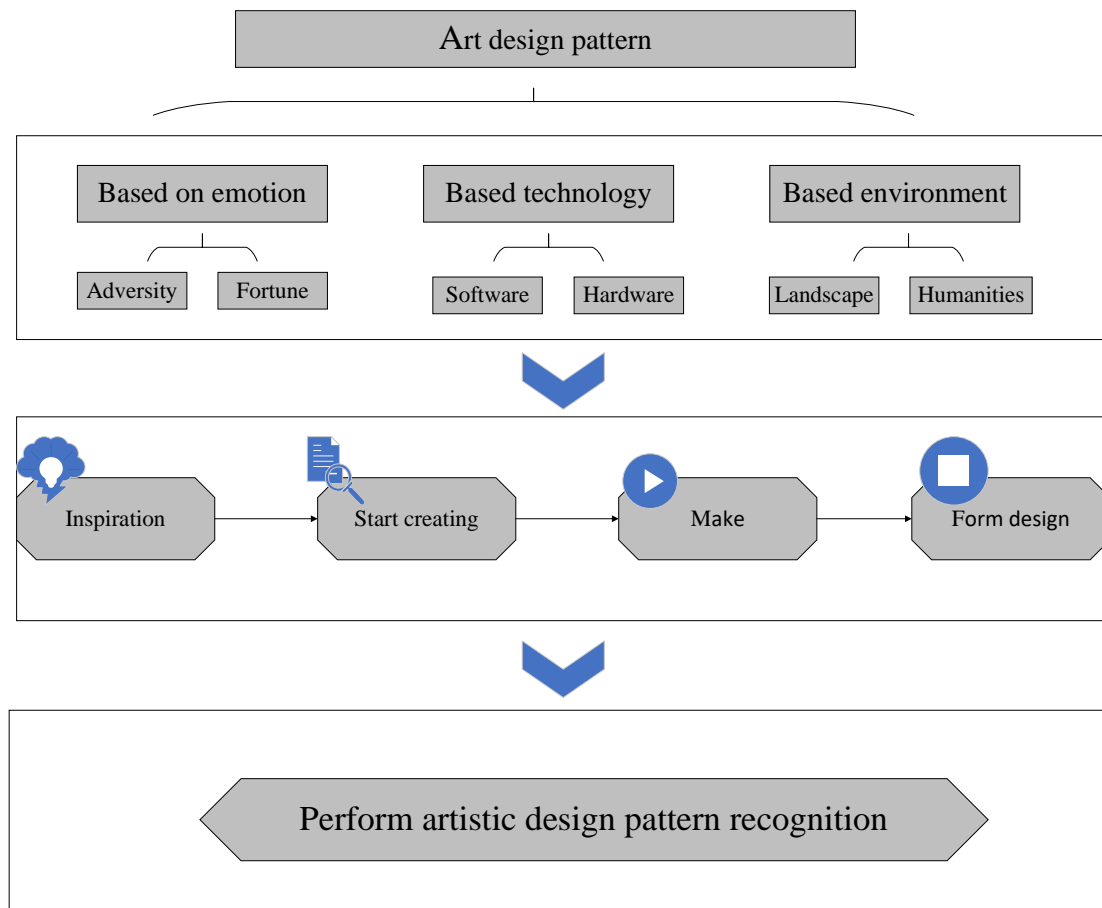 Art design pattern
Based on emotion
Based technology
Based environment
Adversity
Fortune
Software
Hardware
Landscape
Humanities
Inspiration
Start creating
Make
Form design
Perform artistic design pattern recognition